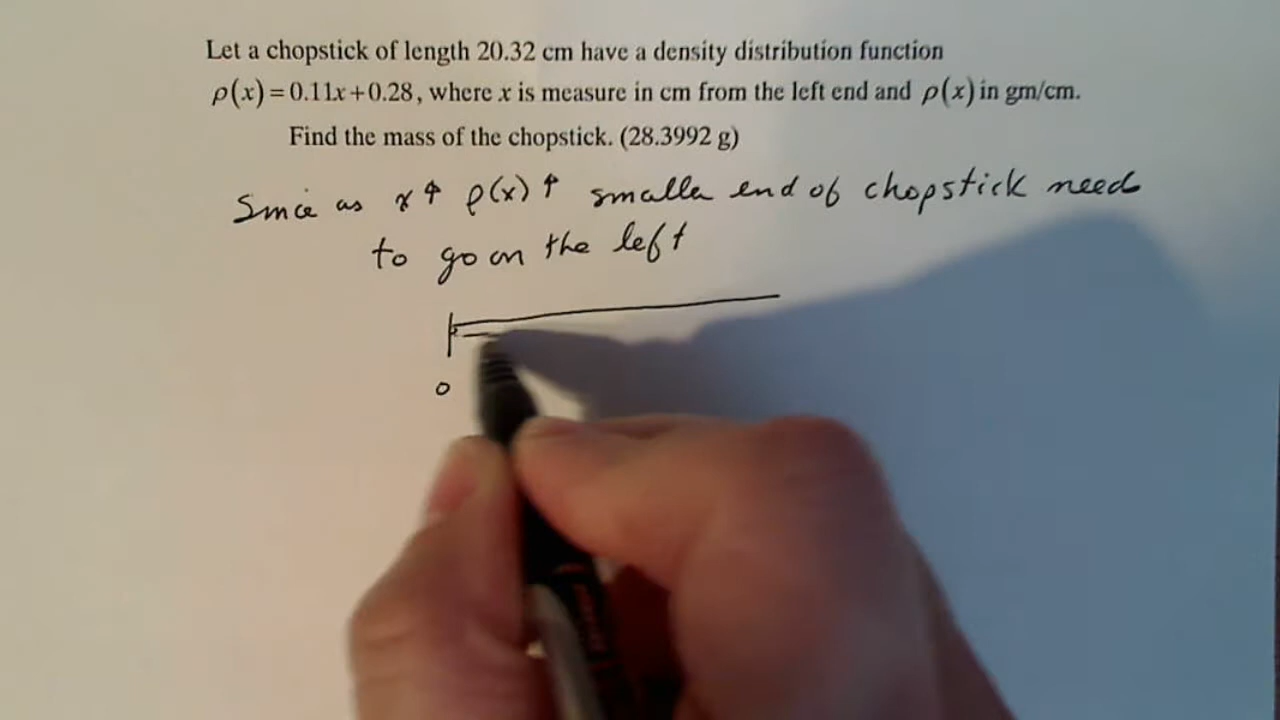 Let a chopstick of length 20.32 cm have a density distribution function
ρ(x)=0.11x+0.28, where x is measure in cm from the left end and ρ(x) in gm/cm.
Find the mass of the chopstick. (28.3992 g)
Since as x↑ ρ(x)↑ smaller end of chopstick need
to go on the left
0